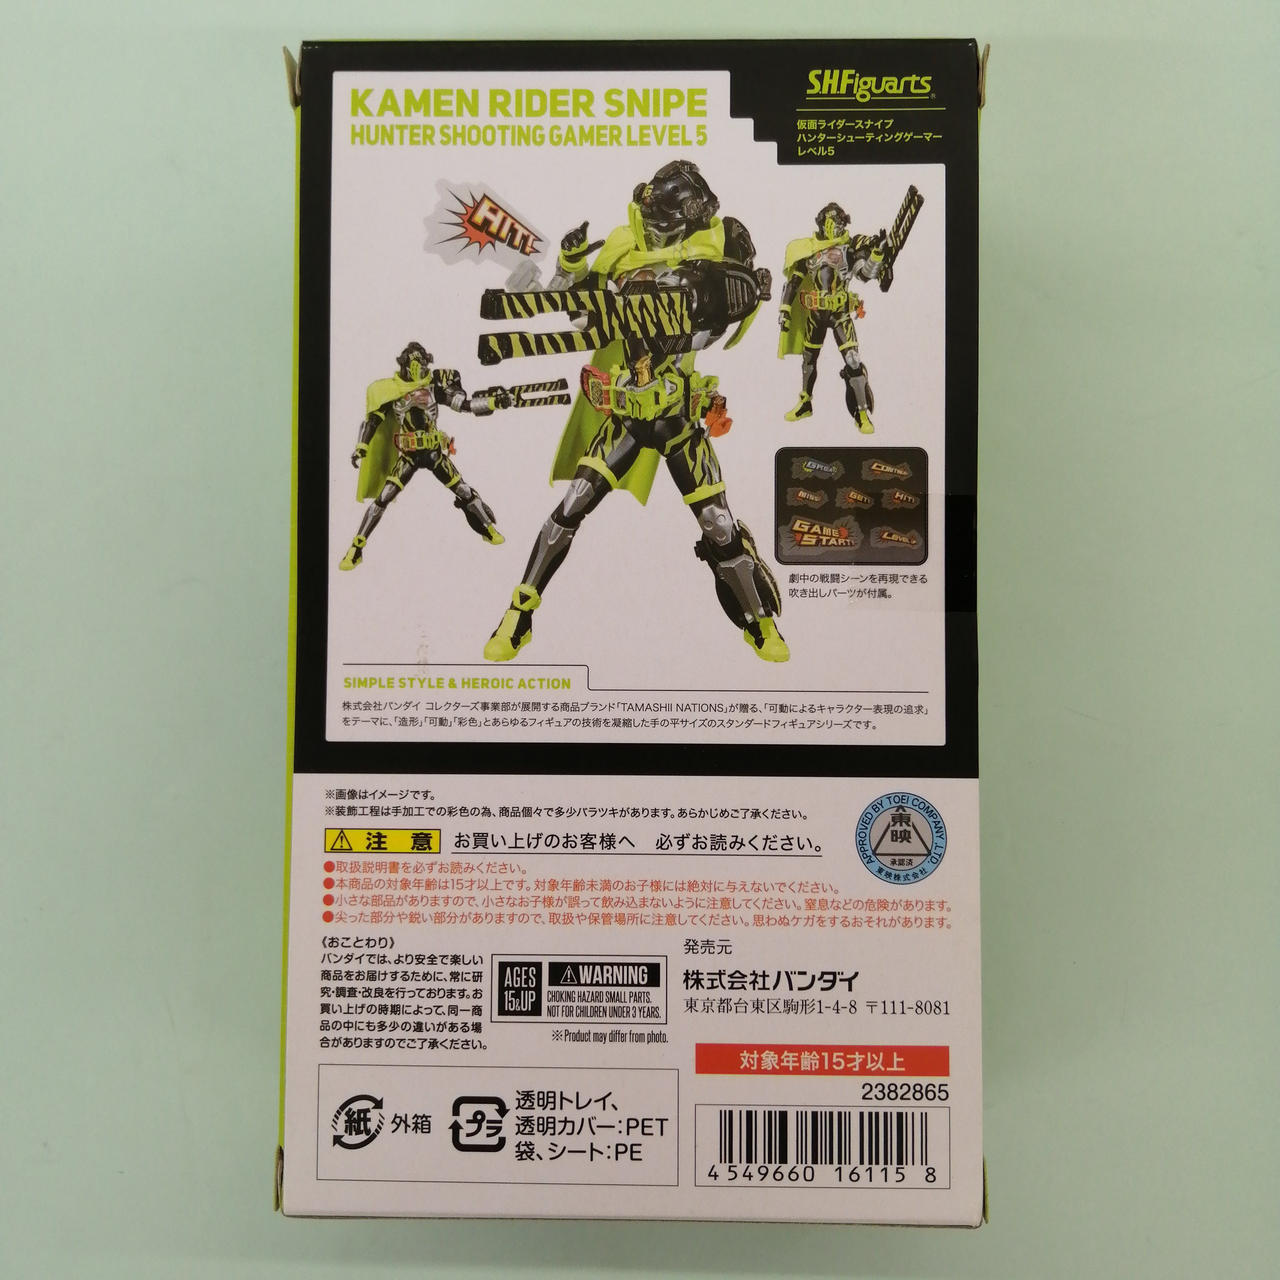 S.H.Figuarts
KAMEN RIDER SNIPE
HUNTER SHOOTING GAMER LEVEL 5
仮面ライダースナイプ
ハンターシューティングゲーマー
レベル5
HIT!
MISS
GET!
HIT!
GAME
START!
劇中の戦闘シーンを再現できる
吹き出しパーツが付属。
SIMPLE STYLE & HEROIC ACTION
株式会社バンダイ コレクターズ事業部が展開する商品ブランド「TAMASHII NATIONS」が贈る、「可動によるキャラクター表現の追求」
をテーマに、「造形」「可動」「彩色」とあらゆるフィギュアの技術を凝縮した手の平サイズのスタンダードフィギュアシリーズです。
※画像はイメージです。
※装飾工程は手加工での彩色の為、商品個々で多少バラツキがあります。あらかじめご了承ください。
注意 お買い上げのお客様へ 必ずお読みください。
●取扱説明書を必ずお読みください。
●本商品の対象年齢は15才以上です。対象年齢未満のお子様には絶対に与えないでください。
●小さな部品がありますので、小さなお子様が誤って飲み込まないように注意してください。窒息などの危険があります。
●尖った部分や鋭い部分がありますので、取扱や保管場所に注意してください。思わぬケガをするおそれがあります。
APPROVED BY TOEI COMPANY, LTD.
東映
承認済
東映株式会社
《おことわり》
バンダイでは、より安全で楽しい
商品をお届けするために、常に研
究・調査・改良を行っております。お
買い上げの時期によって、同一商
品の中にも多少の違いがある場
合がありますのでご了承ください。
AGES
15&UP
WARNING
CHOKING HAZARD SMALL PARTS.
NOT FOR CHILDREN UNDER 3 YEARS.
※Product may differ from photo.
発売元
株式会社バンダイ
東京都台東区駒形1-4-8 〒111-8081
対象年齢15才以上
2382865
紙 外箱
プラ
透明トレイ、
透明カバー:PET
袋、シート:PE
4 549660 161158